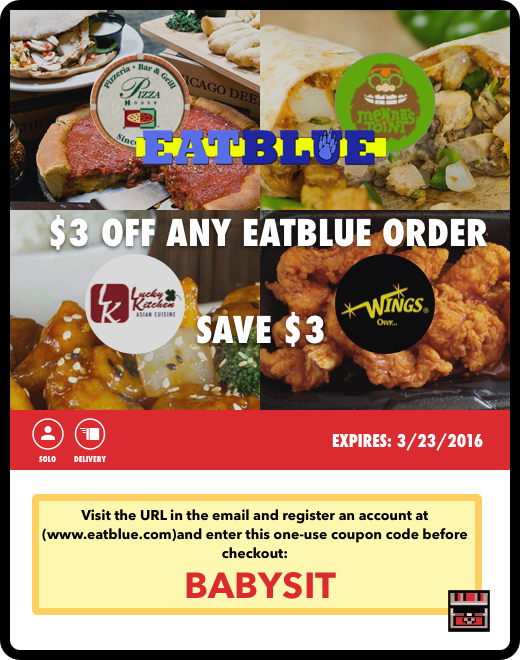 Pizzeria • Bar & Grill
Pizza
House
Since
CHICAGO DEE
menna's
joint
EATBLUE
$3 OFF ANY EATBLUE ORDER
LK
Lucky
Kitchen
ASIAN CUISINE
WINGS®
Over...
SAVE $3
SOLO
DELIVERY
EXPIRES: 3/23/2016
Visit the URL in the email and register an account at
(www.eatblue.com)and enter this one-use coupon code before
checkout:
BABYSIT